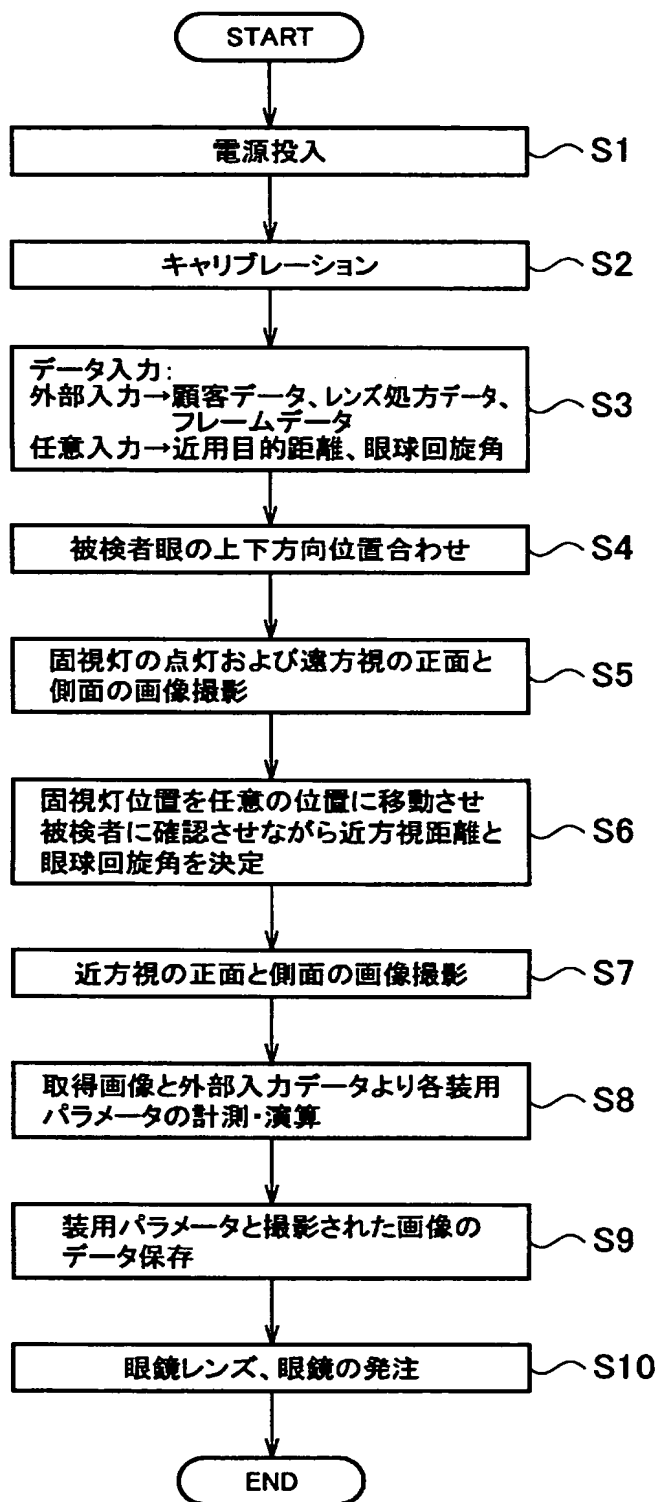 START
電源投入
S1
キャリブレーション
S2
データ入力:
外部入力→顧客データ、レンズ処方データ、
フレームデータ
任意入力→近用目的距離、眼球回旋角
S3
被検者眼の上下方向位置合わせ
S4
固視灯の点灯および遠方視の正面と
側面の画像撮影
S5
固視灯位置を任意の位置に移動させ
被検者に確認させながら近方視距離と
眼球回旋角を決定
S6
近方視の正面と側面の画像撮影
S7
取得画像と外部入力データより各装用
パラメータの計測・演算
S8
装用パラメータと撮影された画像の
データ保存
S9
眼鏡レンズ、眼鏡の発注
S10
END